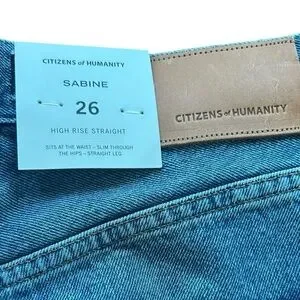 CITIZENS of HUMANITY
SABINE
26
HIGH RISE STRAIGHT
SITS AT THE WAIST - SLIM THROUGH
THE HIPS - STRAIGHT LEG
CITIZENS of HUMANITY